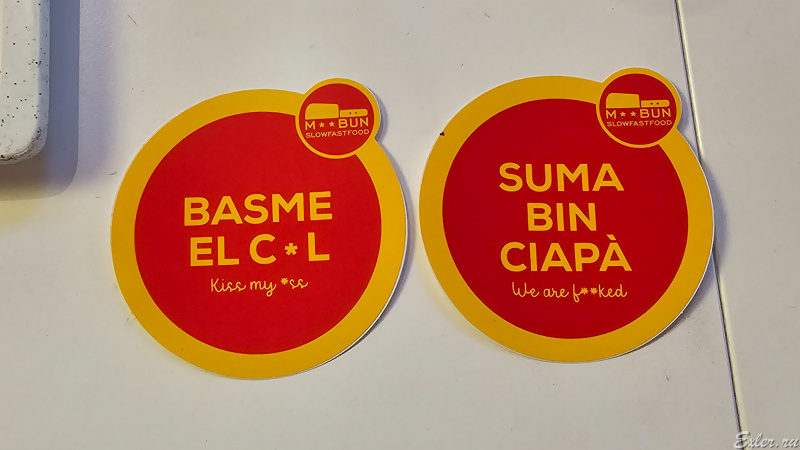 M**BUN
SLOWFASTFOOD
BASME
EL C*L
Kiss my *ss
M**BUN
SLOWFASTFOOD
SUMA
BIN
CIAPÀ
We are f**ked
Exler.ru